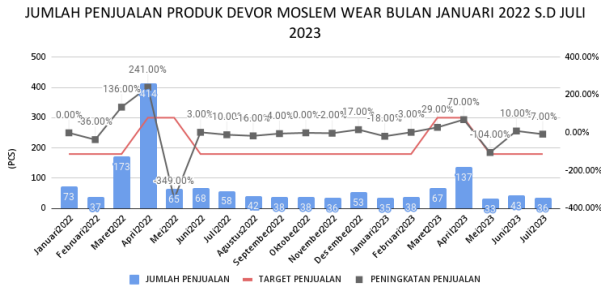 JUMLAH PENJUALAN PRODUK DEVOR MOSLEM WEAR BULAN JANUARI 2022 S.D JULI
2023
500
400
300
200
100
0
(PKS)
400.00%
200.00%
0.00%
-200.00%
-400.00%
0.00%
-36.00%
136.00%
241.00%
-349.00%
3.00%
-10.00%
-16.00%
-4.00%
0.00%
-2.00%
17.00%
-18.00%
3.00%
29.00%
70.00%
-104.00%
10.00%
-7.00%
73
37
173
414
65
68
58
42
38
38
36
53
35
38
67
137
33
43
36
Januari2022
Februari2022
Maret2022
April2022
Mei2022
Juni2022
Juli2022
Agustus2022
September2022
Oktober2022
November2022
Desember2022
Januari2023
Februari2023
Maret2023
April2023
Mei2023
Juni2023
Juli2023
JUMLAH PENJUALAN
TARGET PENJUALAN
PENINGKATAN PENJUALAN